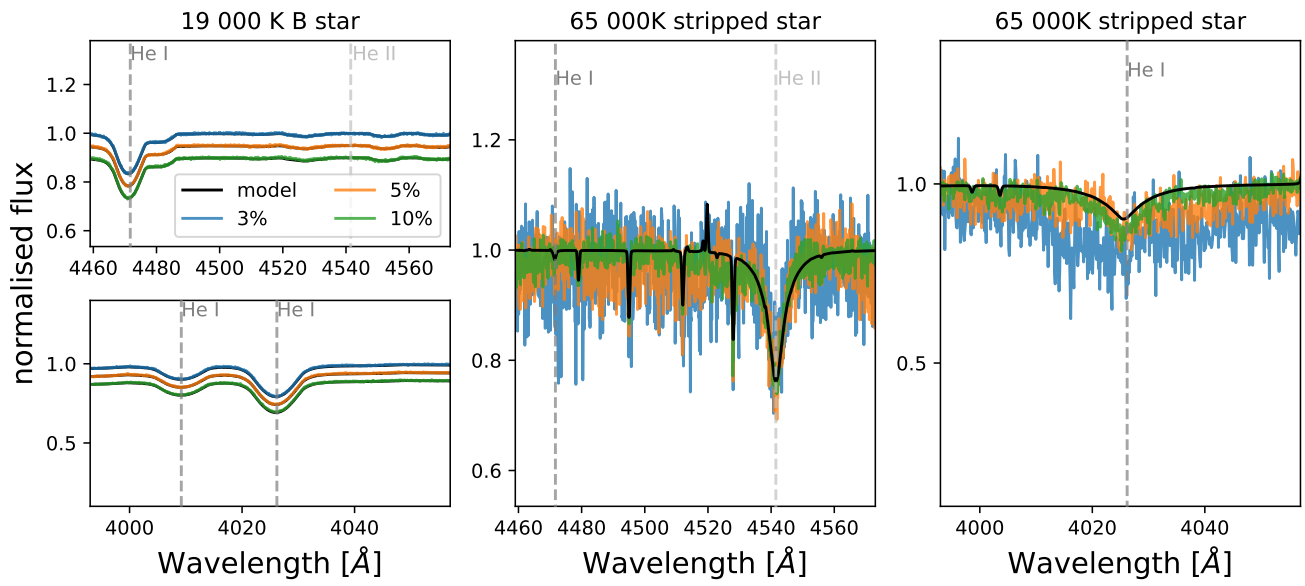 19 000 K B star
65 000K stripped star
65 000K stripped star
normalised flux
He I
He II
1.2
1.0
0.8
0.6
model
5%
3%
10%
4460 4480 4500 4520 4540 4560
He I
He I
1.0
0.5
4000 4020 4040
Wavelength [Å]
He I
He II
1.2
1.0
0.8
0.6
4460 4480 4500 4520 4540 4560
Wavelength [Å]
He I
1.0
0.5
4000 4020 4040
Wavelength [Å]